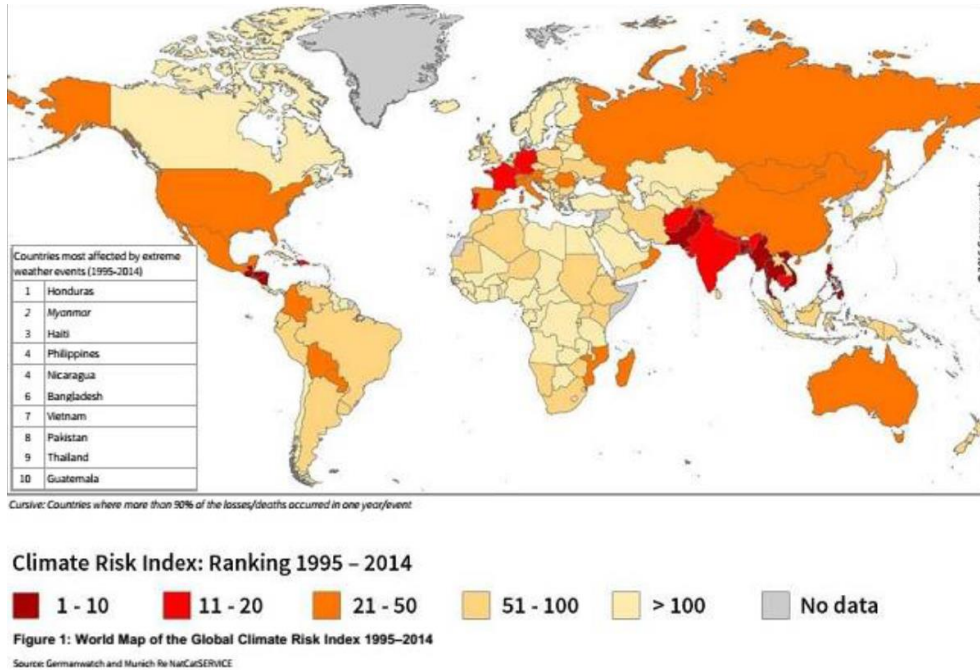 Countries most affected by extreme
weather events (1995-2014)
1 Honduras
2 Myanmar
3 Haiti
4 Philippines
4 Nicaragua
6 Bangladesh
7 Vietnam
8 Pakistan
9 Thailand
10 Guatemala
Cursive: Countries where more than 90% of the losses/deaths occurred in one year/event
Climate Risk Index: Ranking 1995 – 2014
1 - 10 11 - 20 21 - 50 51 - 100 > 100 No data
Figure 1: World Map of the Global Climate Risk Index 1995–2014
Source: Germanwatch and Munich Re NatCatSERVICE